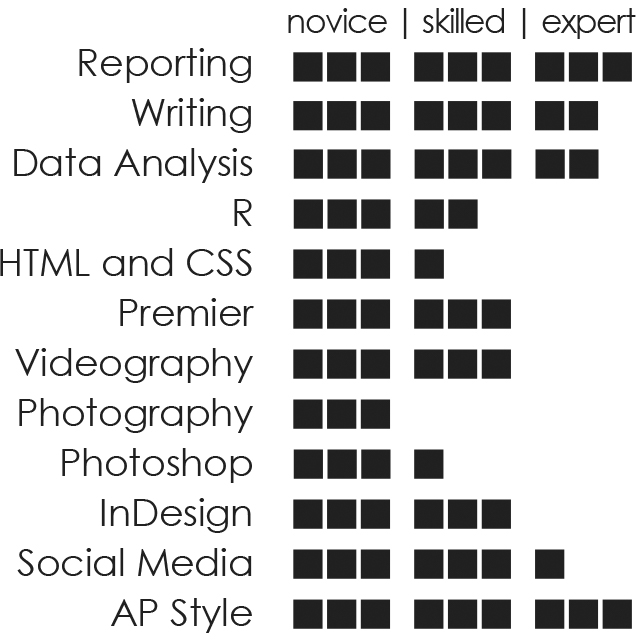 novice | skilled | expert
Reporting
Writing
Data Analysis
R
HTML and CSS
Premier
Videography
Photography
Photoshop
InDesign
Social Media
AP Style